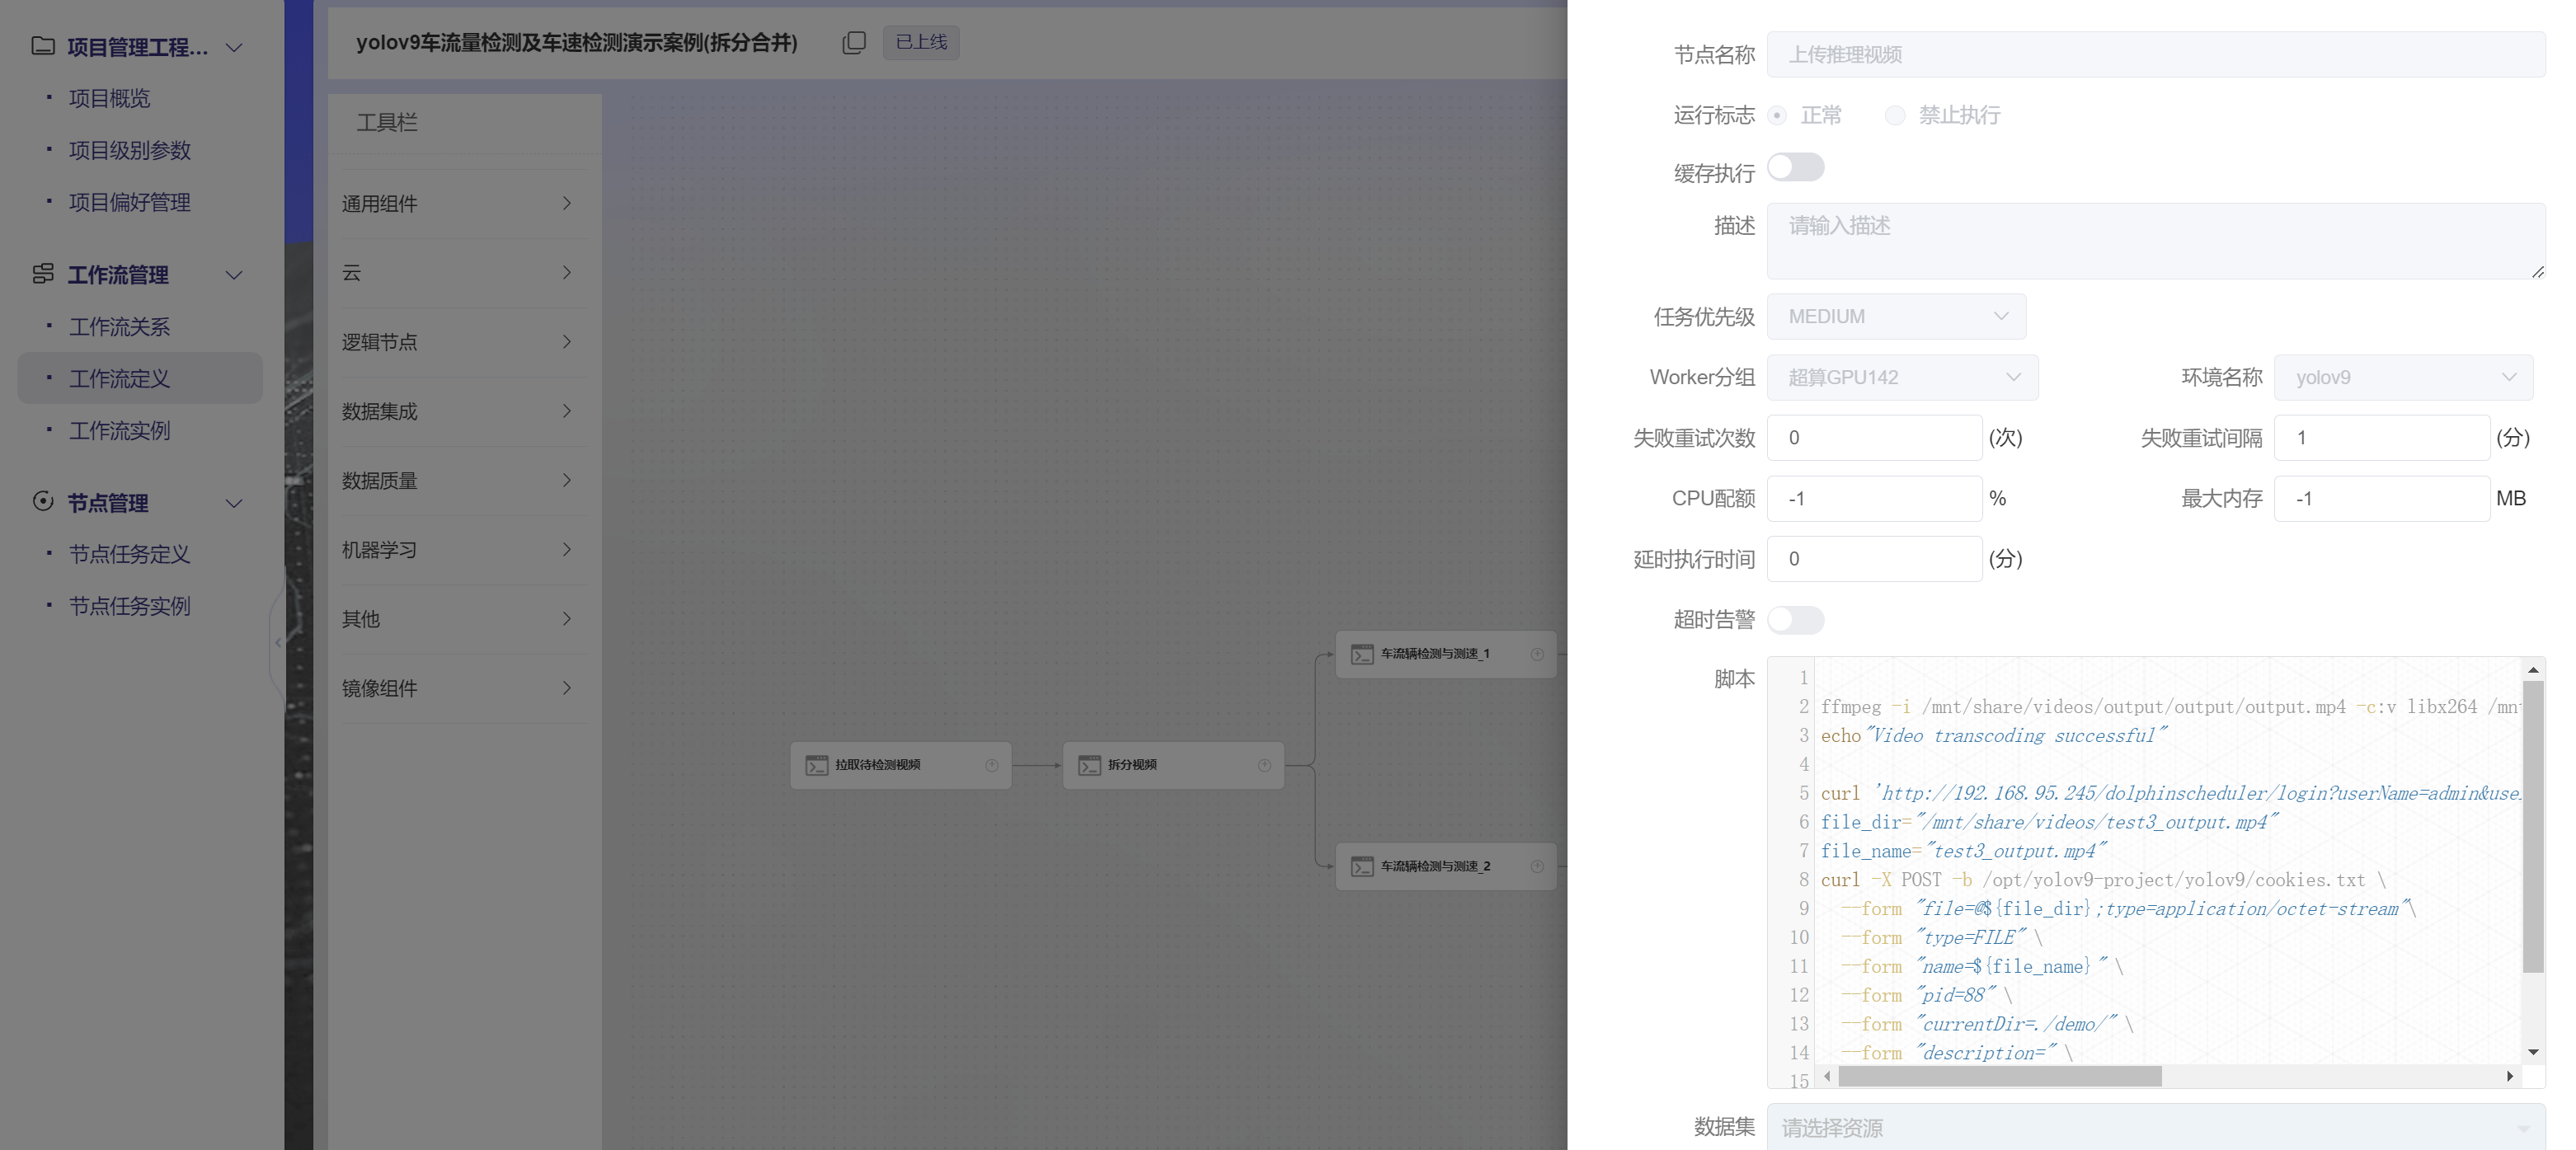 项目管理工程...
项目概览
项目级别参数
项目偏好管理
工作流管理
工作流关系
工作流定义
工作流实例
节点管理
节点任务定义
节点任务实例
yolov9车流量检测及车速检测演示案例(拆分合并)
已上线
工具栏
通用组件
云
逻辑节点
数据集成
数据质量
机器学习
其他
镜像组件
拉取待检测视频
拆分视频
车流辆检测与测速_1
车流辆检测与测速_2
节点名称 上传推理视频
运行标志 正常 禁止执行
缓存执行
描述 请输入描述
任务优先级 MEDIUM
Worker分组 超算GPU142 环境名称 yolov9
失败重试次数 0 (次) 失败重试间隔 1 (分)
CPU配额 -1 % 最大内存 -1 MB
延时执行时间 0 (分)
超时告警
脚本
1
2 ffmpeg -i /mnt/share/videos/output/output/output.mp4 -c:v libx264 /mnt
3 echo"Video transcoding successful"
4
5 curl 'http://192.168.95.245/dolphinscheduler/login?userName=admin&use
6 file_dir="/mnt/share/videos/test3_output.mp4"
7 file_name="test3_output.mp4"
8 curl -X POST -b /opt/yolov9-project/yolov9/cookies.txt \
9 --form "file=@${file_dir};type=application/octet-stream"\
10 --form "type=FILE" \
11 --form "name=${file_name}" \
12 --form "pid=88" \
13 --form "currentDir=./demo/" \
14 --form "description=" \
15
数据集 请选择资源